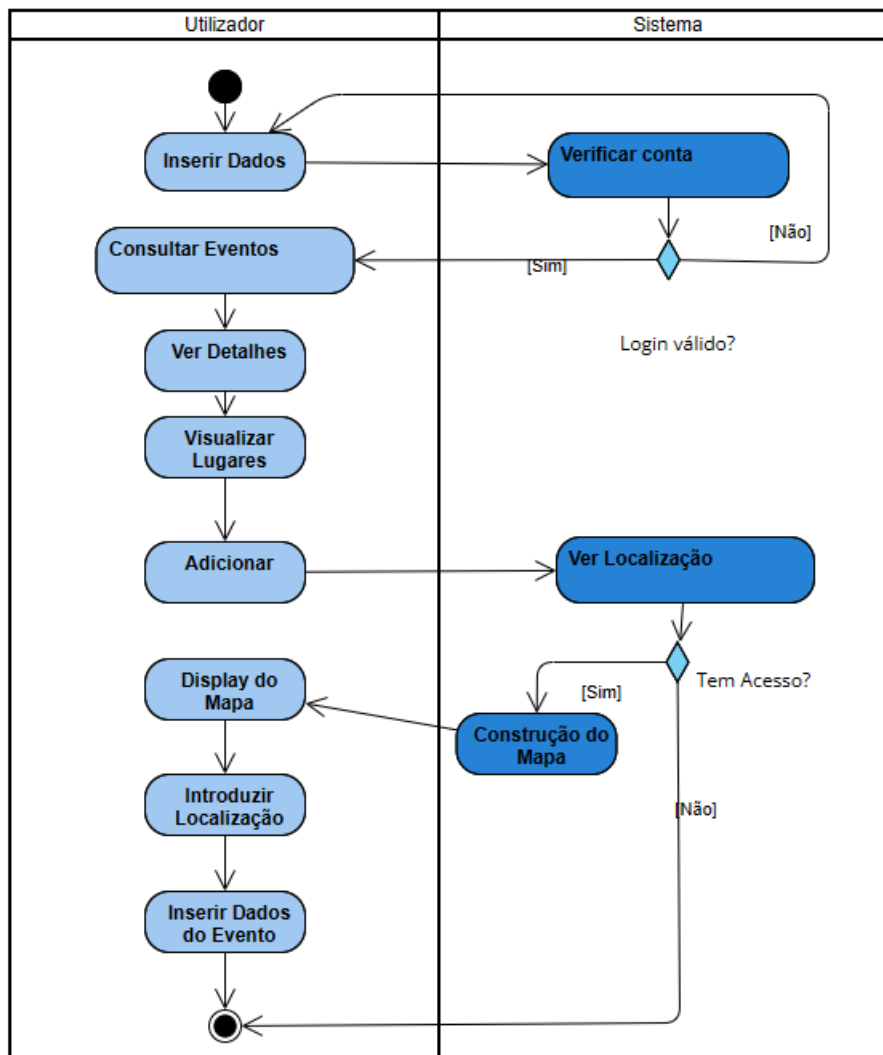 Utilizador
Sistema
Inserir Dados
Verificar conta
[Não]
Consultar Eventos
[Sim]
Login válido?
Ver Detalhes
Visualizar
Lugares
Adicionar
Ver Localização
Tem Acesso?
[Sim]
Display do
Mapa
Construção do
Mapa
Introduzir
Localização
[Não]
Inserir Dados
do Evento